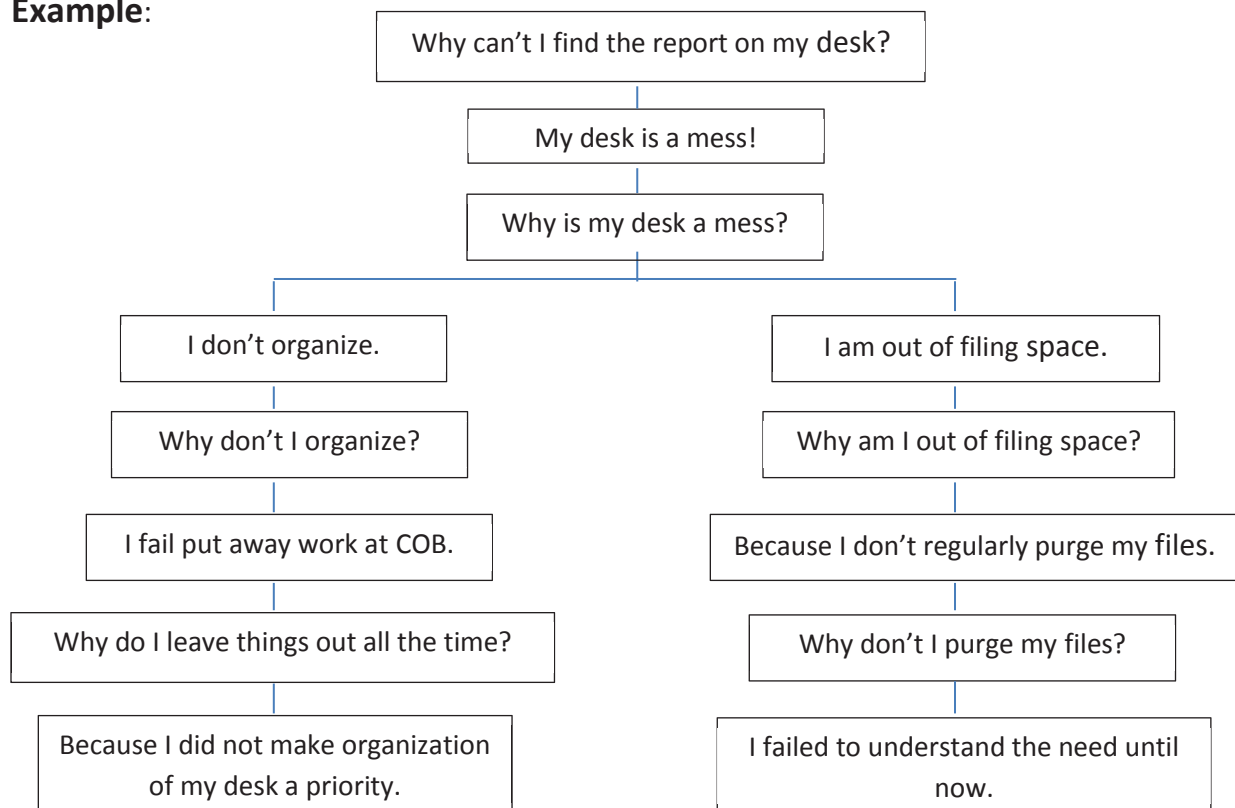 Example:
Why can’t I find the report on my desk?
My desk is a mess!
Why is my desk a mess?
I don’t organize.
Why don’t I organize?
I fail put away work at COB.
Why do I leave things out all the time?
Because I did not make organization
of my desk a priority.
I am out of filing space.
Why am I out of filing space?
Because I don’t regularly purge my files.
Why don’t I purge my files?
I failed to understand the need until
now.